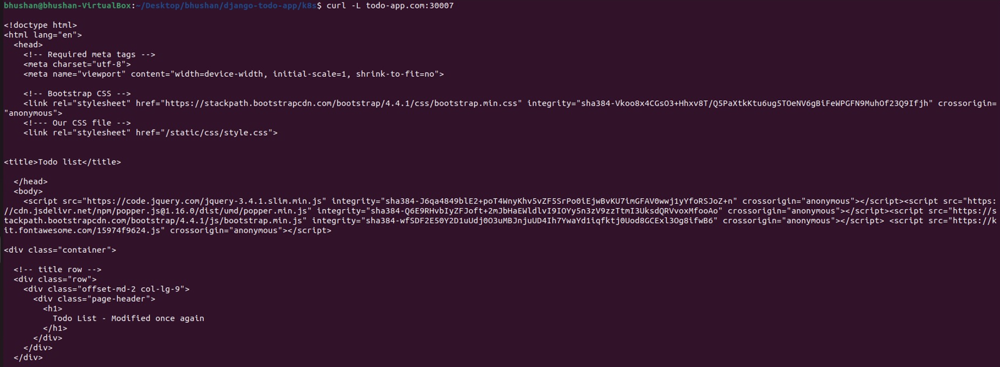 bhushan@bhushan-VirtualBox:~/Desktop/bhushan/django-todo-app/k8s$ curl -L todo-app.com:30007
<!doctype html>
<html lang="en">
  <head>
    <!-- Required meta tags -->
    <meta charset="utf-8">
    <meta name="viewport" content="width=device-width, initial-scale=1, shrink-to-fit=no">
    <!-- Bootstrap CSS -->
    <link rel="stylesheet" href="https://stackpath.bootstrapcdn.com/bootstrap/4.4.1/css/bootstrap.min.css" integrity="sha384-Vkoo8x4CGsO3+Hhxv8T/Q5PaXtkKtu6ug5TOeNV6gBiFeWPGFN9MuhOf23Q9Ifjh" crossorigin=
"anonymous">
    <!--- Our CSS file -->
    <link rel="stylesheet" href="/static/css/style.css">
<title>Todo list</title>
  </head>
  <body>
    <script src="https://code.jquery.com/jquery-3.4.1.slim.min.js" integrity="sha384-J6qa4849blE2+poT4WnyKhv5vZF5SrPo0iEjwBvKU7imGFAV0wwj1yYfoRSJoZ+n" crossorigin="anonymous"></script><script src="https:
//cdn.jsdelivr.net/npm/popper.js@1.16.0/dist/umd/popper.min.js" integrity="sha384-Q6E9RHvbIyZFJoft+2mJbHaEWldlvI9IOYy5n3zV9zzTtmI3UksdQRVvoxMfooAo" crossorigin="anonymous"></script><script src="https://s
tackpath.bootstrapcdn.com/bootstrap/4.4.1/js/bootstrap.min.js" integrity="sha384-wfSDF2E50Y2D1uUdj0O3uMBJnjuUD4Ih7YwaYd1iqfktj0Uod8GCExl3Og8ifwB6" crossorigin="anonymous"></script> <script src="https://k
it.fontawesome.com/15974f9624.js" crossorigin="anonymous"></script>
<div class="container">
  <!-- title row -->
  <div class="row">
    <div class="offset-md-2 col-lg-9">
      <div class="page-header">
        <h1>
          Todo List - Modified once again
        </h1>
      </div>
    </div>
  </div>